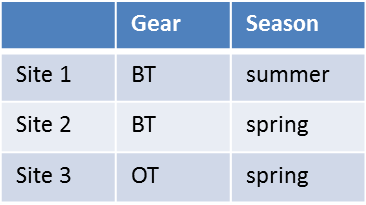 Gear Season
Site 1 BT summer
Site 2 BT spring
Site 3 OT spring